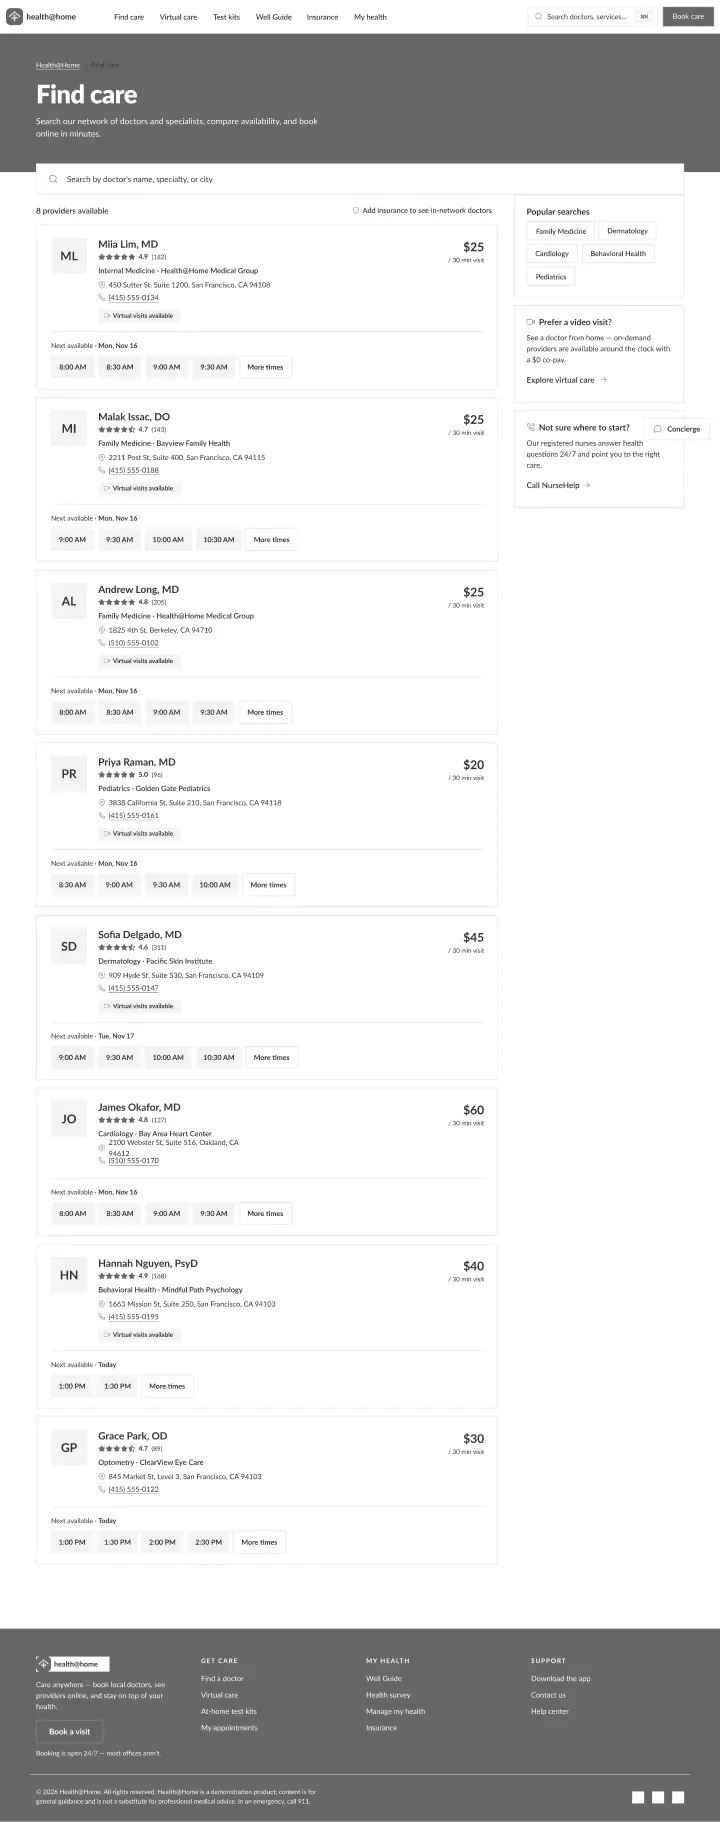 health@home
Find care
Virtual care
Test kits
Well Guide
Insurance
My health
Search doctors, services...
⌘K
Book care
Health@Home
Find care
Find care
Search our network of doctors and specialists, compare availability, and book
online in minutes.
Search by doctor's name, specialty, or city
8 providers available
Add insurance to see in-network doctors
ML
Miia Lim, MD
4.9 (182)
Internal Medicine · Health@Home Medical Group
450 Sutter St, Suite 1200, San Francisco, CA 94108
(415) 555-0134
Virtual visits available
$25
/ 30 min visit
Next available · Mon, Nov 16
8:00 AM
8:30 AM
9:00 AM
9:30 AM
More times
MI
Malak Issac, DO
4.7 (143)
Family Medicine · Bayview Family Health
2211 Post St, Suite 400, San Francisco, CA 94115
(415) 555-0188
Virtual visits available
$25
/ 30 min visit
Next available · Mon, Nov 16
9:00 AM
9:30 AM
10:00 AM
10:30 AM
More times
AL
Andrew Long, MD
4.8 (205)
Family Medicine · Health@Home Medical Group
1825 4th St, Berkeley, CA 94710
(510) 555-0102
Virtual visits available
$25
/ 30 min visit
Next available · Mon, Nov 16
8:00 AM
8:30 AM
9:00 AM
9:30 AM
More times
PR
Priya Raman, MD
5.0 (96)
Pediatrics · Golden Gate Pediatrics
3838 California St, Suite 210, San Francisco, CA 94118
(415) 555-0161
Virtual visits available
$20
/ 30 min visit
Next available · Mon, Nov 16
8:30 AM
9:00 AM
9:30 AM
10:00 AM
More times
SD
Sofia Delgado, MD
4.6 (311)
Dermatology · Pacific Skin Institute
909 Hyde St, Suite 530, San Francisco, CA 94109
(415) 555-0147
Virtual visits available
$45
/ 30 min visit
Next available · Tue, Nov 17
9:00 AM
9:30 AM
10:00 AM
10:30 AM
More times
JO
James Okafor, MD
4.8 (127)
Cardiology · Bay Area Heart Center
2100 Webster St, Suite 516, Oakland, CA
94612
(510) 555-0170
$60
/ 30 min visit
Next available · Mon, Nov 16
8:00 AM
8:30 AM
9:00 AM
9:30 AM
More times
HN
Hannah Nguyen, PsyD
4.9 (168)
Behavioral Health · Mindful Path Psychology
1663 Mission St, Suite 250, San Francisco, CA 94103
(415) 555-0195
Virtual visits available
$40
/ 30 min visit
Next available · Today
1:00 PM
1:30 PM
More times
GP
Grace Park, OD
4.7 (89)
Optometry · ClearView Eye Care
845 Market St, Level 3, San Francisco, CA 94103
(415) 555-0122
$30
/ 30 min visit
Next available · Today
1:00 PM
1:30 PM
2:00 PM
2:30 PM
More times
Popular searches
Family Medicine
Dermatology
Cardiology
Behavioral Health
Pediatrics
Prefer a video visit?
See a doctor from home — on-demand
providers are available around the clock with
a $0 co-pay.
Explore virtual care
Not sure where to start?
Our registered nurses answer health
questions 24/7 and point you to the right
care.
Call NurseHelp
Concierge
health@home
Care anywhere — book local doctors, see
providers online, and stay on top of your
health.
Book a visit
Booking is open 24/7 — most offices aren't.
GET CARE
Find a doctor
Virtual care
At-home test kits
My appointments
MY HEALTH
Well Guide
Health survey
Manage my health
Insurance
SUPPORT
Download the app
Contact us
Help center
© 2026 Health@Home. All rights reserved. Health@Home is a demonstration product; content is for
general guidance and is not a substitute for professional medical advice. In an emergency, call 911.